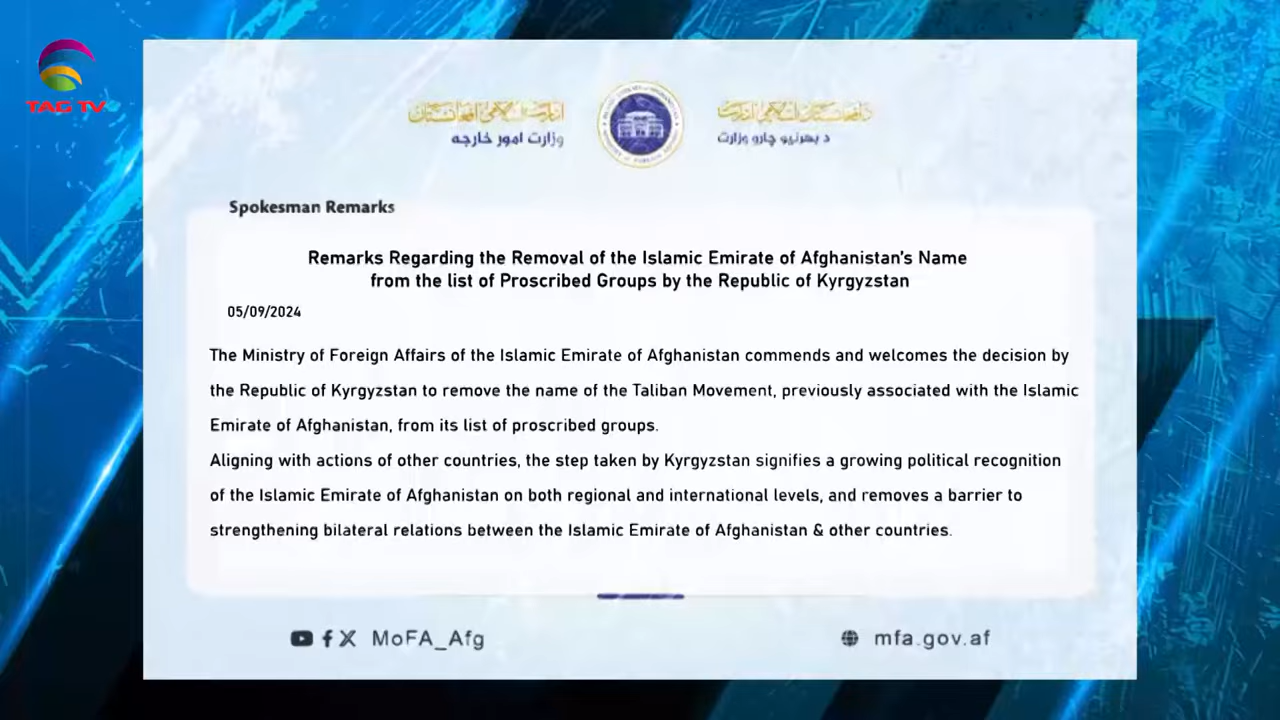 TAG TV
وزارت امور خارجه
د بهرنیو چارو وزارت
Spokesman Remarks
Remarks Regarding the Removal of the Islamic Emirate of Afghanistan's Name
from the list of Proscribed Groups by the Republic of Kyrgyzstan
05/09/2024
The Ministry of Foreign Affairs of the Islamic Emirate of Afghanistan commends and welcomes the decision by
the Republic of Kyrgyzstan to remove the name of the Taliban Movement, previously associated with the Islamic
Emirate of Afghanistan, from its list of proscribed groups.
Aligning with actions of other countries, the step taken by Kyrgyzstan signifies a growing political recognition
of the Islamic Emirate of Afghanistan on both regional and international levels, and removes a barrier to
strengthening bilateral relations between the Islamic Emirate of Afghanistan & other countries.
MoFA_Afg
mfa.gov.af